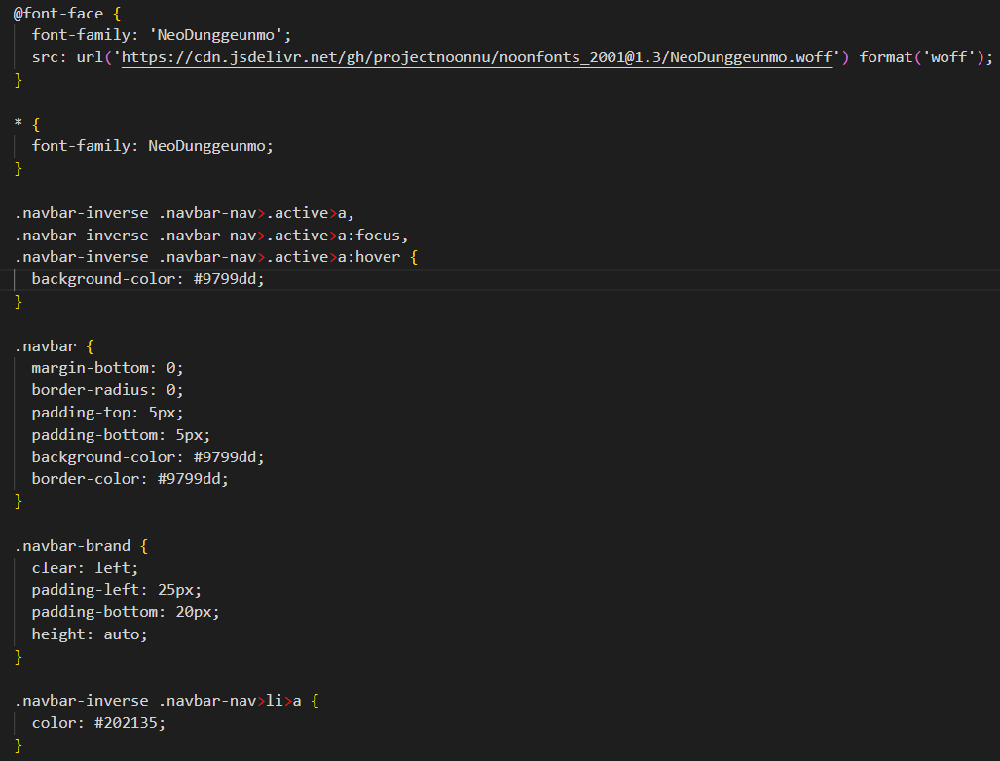 @font-face {
  font-family: 'NeoDunggeunmo';
  src: url('https://cdn.jsdelivr.net/gh/projectnoonnu/noonfonts_2001@1.3/NeoDunggeunmo.woff') format('woff');
}

* {
  font-family: NeoDunggeunmo;
}

.navbar-inverse .navbar-nav>.active>a,
.navbar-inverse .navbar-nav>.active>a:focus,
.navbar-inverse .navbar-nav>.active>a:hover {
  background-color: #9799dd;
}

.navbar {
  margin-bottom: 0;
  border-radius: 0;
  padding-top: 5px;
  padding-bottom: 5px;
  background-color: #9799dd;
  border-color: #9799dd;
}

.navbar-brand {
  clear: left;
  padding-left: 25px;
  padding-bottom: 20px;
  height: auto;
}

.navbar-inverse .navbar-nav>li>a {
  color: #202135;
}